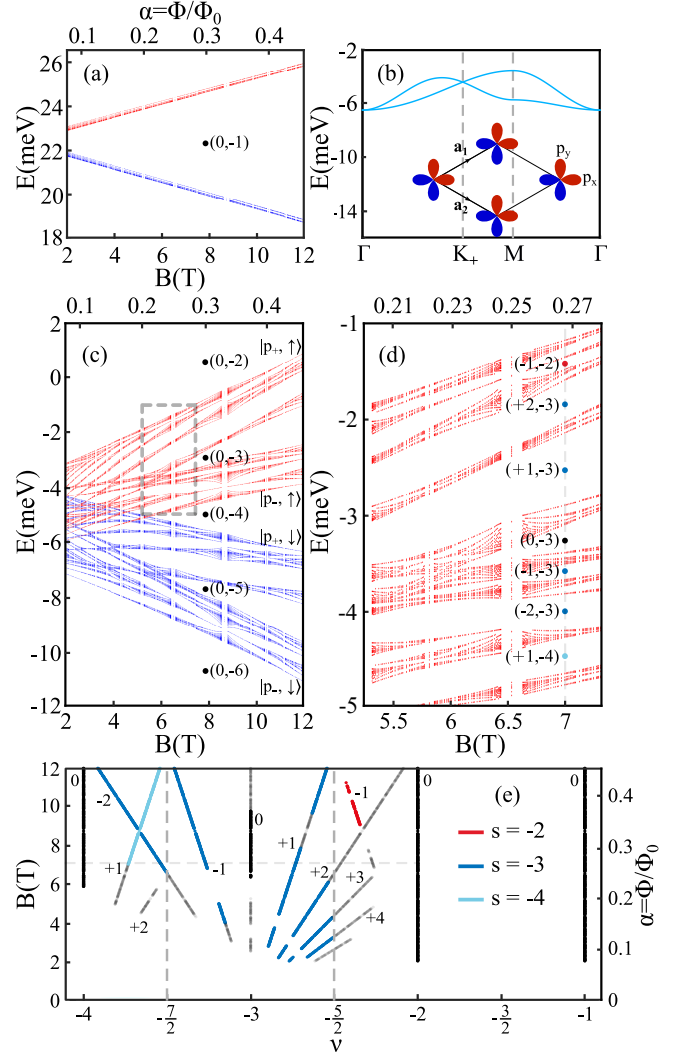 α=Φ/Φ₀
0.1 0.2 0.3 0.4
(a)
E(meV)
26
24
22
20
18
(0,-1)
2 4 6 8 10 12
B(T)
(b)
E(meV)
-2
-6
-10
-14
a₁
a₂
p_y
p_x
Γ K₊ M Γ
0.1 0.2 0.3 0.4
(c)
E(meV)
2
0
-2
-4
-6
-8
-10
-12
(0,-2)
|p₊, ↑⟩
(0,-3)
|p₋, ↑⟩
(0,-4)
|p₊, ↓⟩
(0,-5)
(0,-6)
|p₋, ↓⟩
2 4 6 8 10 12
B(T)
0.21 0.23 0.25 0.27
(d)
E(meV)
-1
-2
-3
-4
-5
(-1,-2)
(+2,-3)
(+1,-3)
(0,-3)
(-1,-3)
(-2,-3)
(+1,-4)
5.5 6 6.5 7
B(T)
(e)
B(T)
12
10
8
6
4
2
0
0 -2 +1 +2 -1 0 +1 +2 +3 +4 -1 0 0
s = -2
s = -3
s = -4
0.4
0.3
0.2
0.1
0
α=Φ/Φ₀
-4 -7/2 -3 -5/2 -2 -3/2 -1
ν